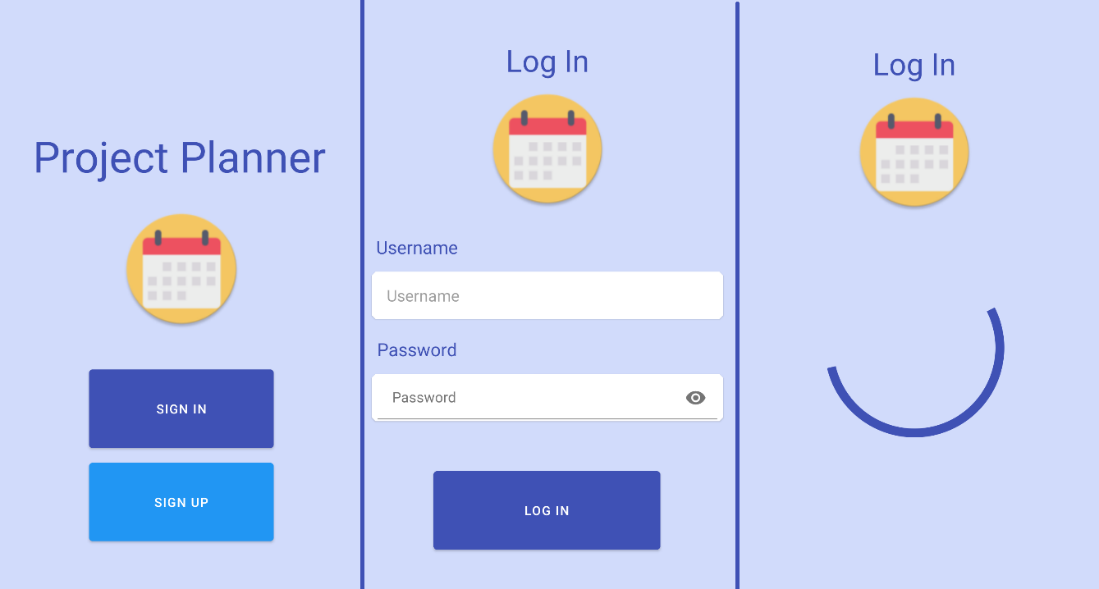 Project Planner
SIGN IN
SIGN UP
Log In
Username
Username
Password
Password
LOG IN
Log In